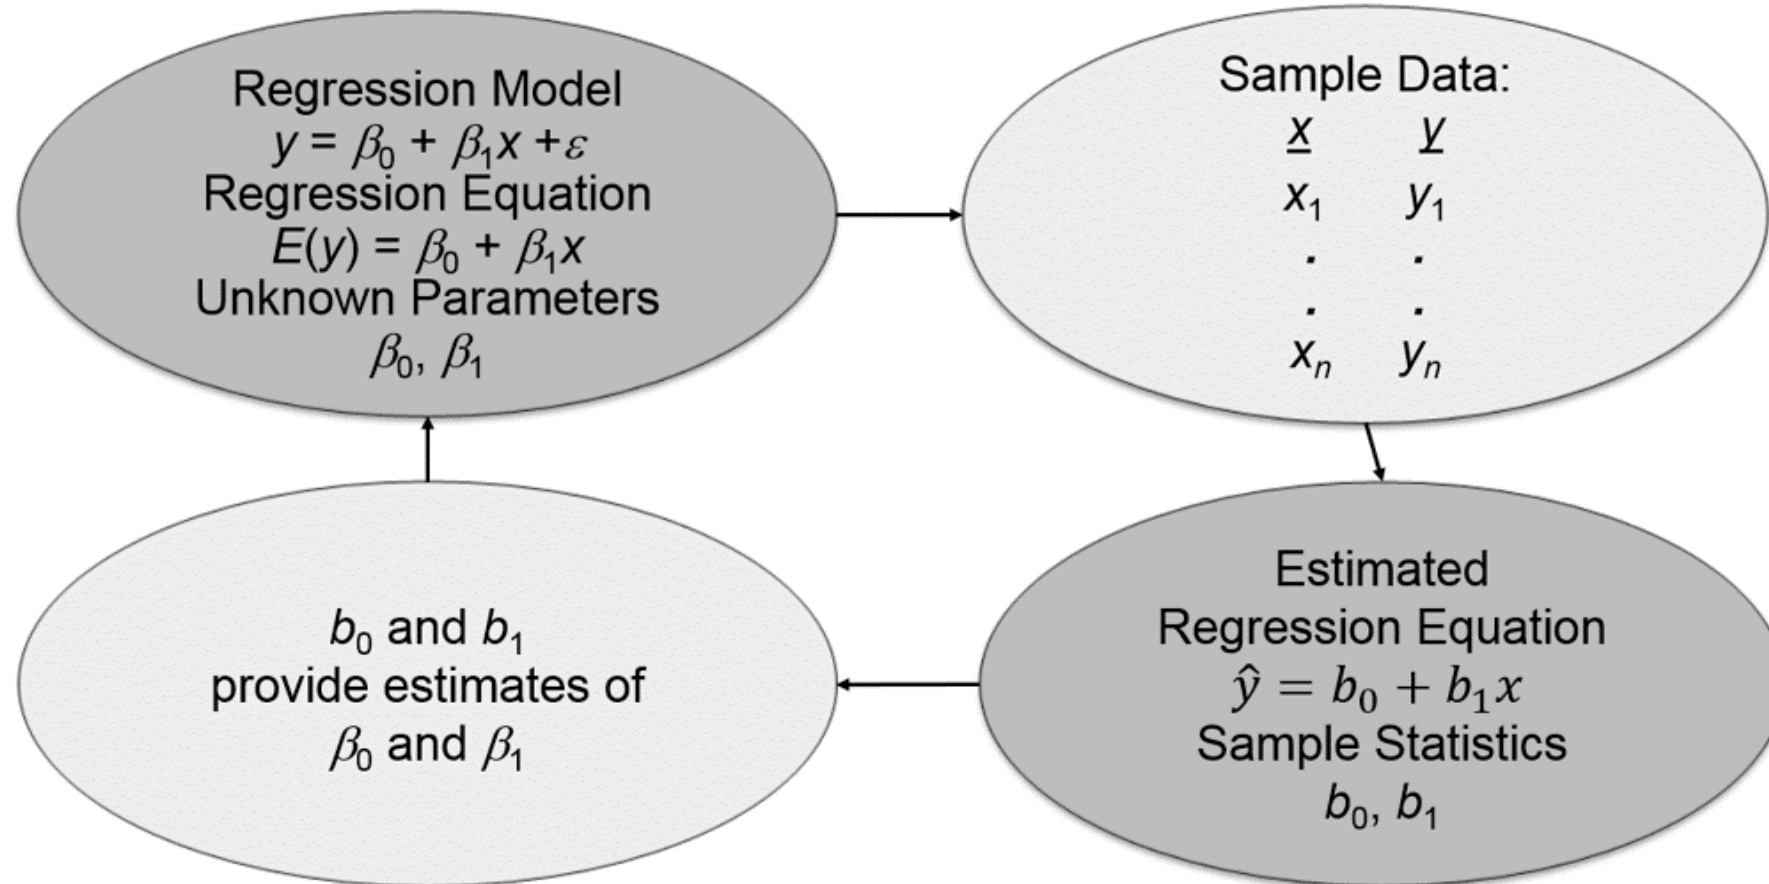 Regression Model
y = β₀ + β₁x +ε
Regression Equation
E(y) = β₀ + β₁x
Unknown Parameters
β₀, β₁
Sample Data:
x y
x₁ y₁
. .
. .
xₙ yₙ
Estimated
Regression Equation
ŷ = b₀ + b₁x
Sample Statistics
b₀, b₁
b₀ and b₁
provide estimates of
β₀ and β₁